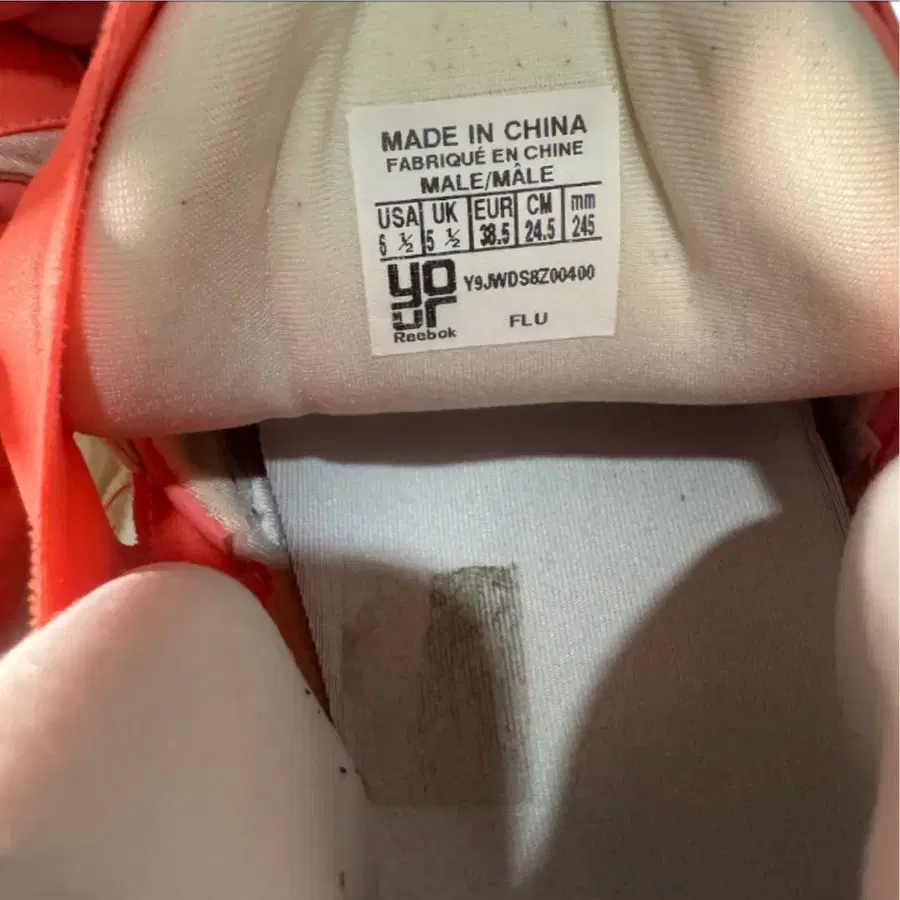 MADE IN CHINA
FABRIQUÉ EN CHINE
MALE/MÂLE
USA UK EUR CM mm
6 ½ 5 ½ 38.5 24.5 245
yo
ur
Reebok
Y9JWDS8Z00400
FLU